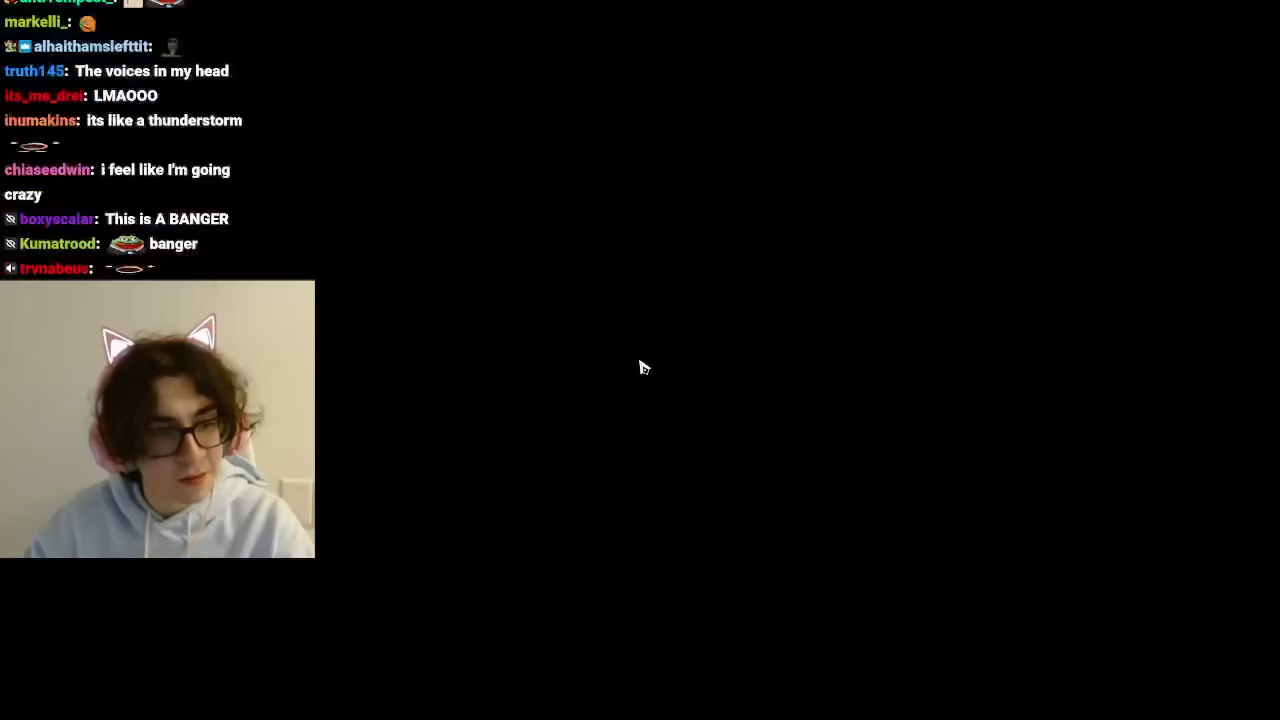 markelli_:
alhaithamslefttit:
truth145: The voices in my head
its_me_drei: LMAOOO
inumakins: its like a thunderstorm
chiaseedwin: i feel like I'm going
crazy
boxyscalar: This is A BANGER
Kumatrood: banger
trynabeus: